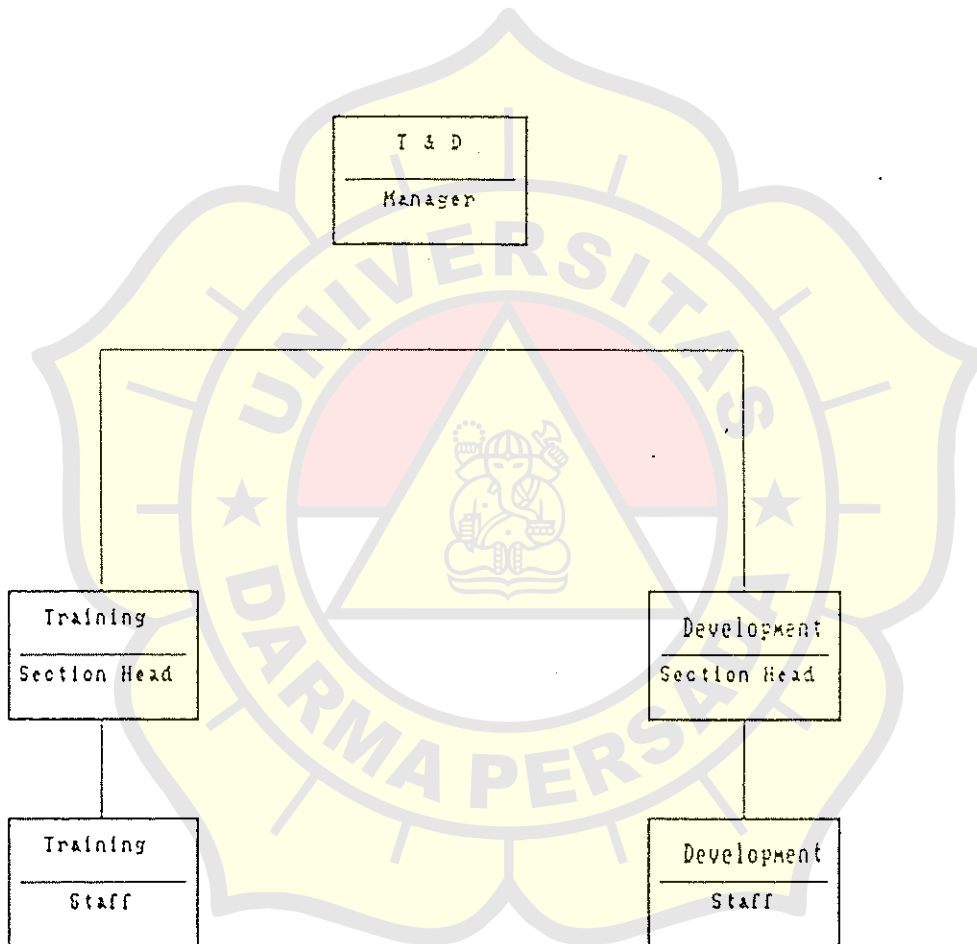 T & D
Manager
UNIVERSITAS
DARMA PERSADA
Training
Section Head
Development
Section Head
Training
Staff
Development
Staff